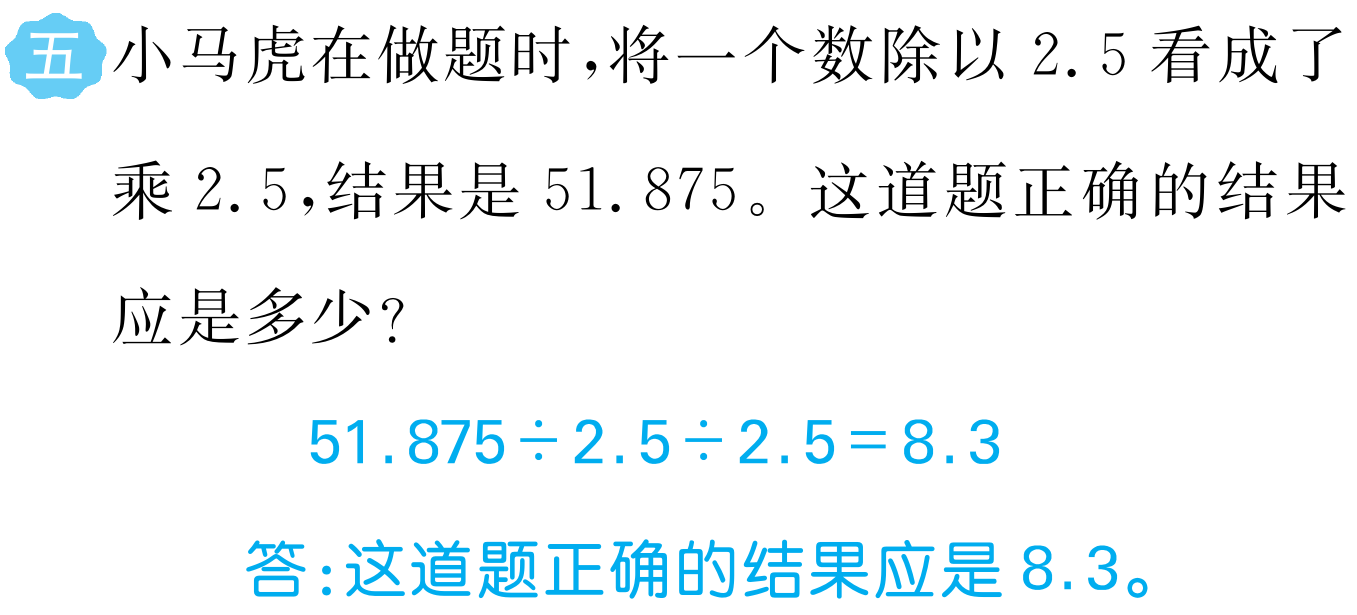 五 小马虎在做题时,将一个数除以 2.5 看成了
乘 2.5,结果是 51.875。这道题正确的结果
应是多少?
51.875÷2.5÷2.5=8.3
答:这道题正确的结果应是 8.3。